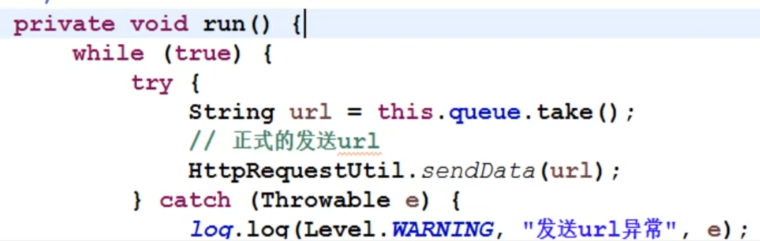 private void run() {
while (true) {
try {
String url = this.queue.take();
// 正式的发送url
HttpRequestUtil.sendData(url);
} catch (Throwable e) {
log.log(Level.WARNING, "发送url异常", e);